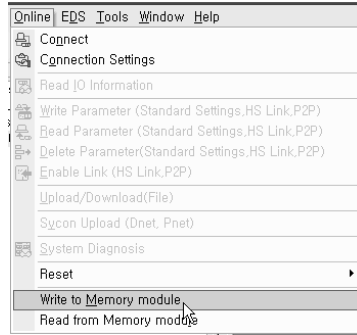 Online EDS Tools Window Help
Connect
Connection Settings
Read IO Information
Write Parameter (Standard Settings,HS Link,P2P)
Read Parameter (Standard Settings,HS Link,P2P)
Delete Parameter(Standard Settings,HS Link,P2P)
Enable Link (HS Link,P2P)
Upload/Download(File)
Sycon Upload (Dnet, Pnet)
System Diagnosis
Reset
Write to Memory module
Read from Memory module